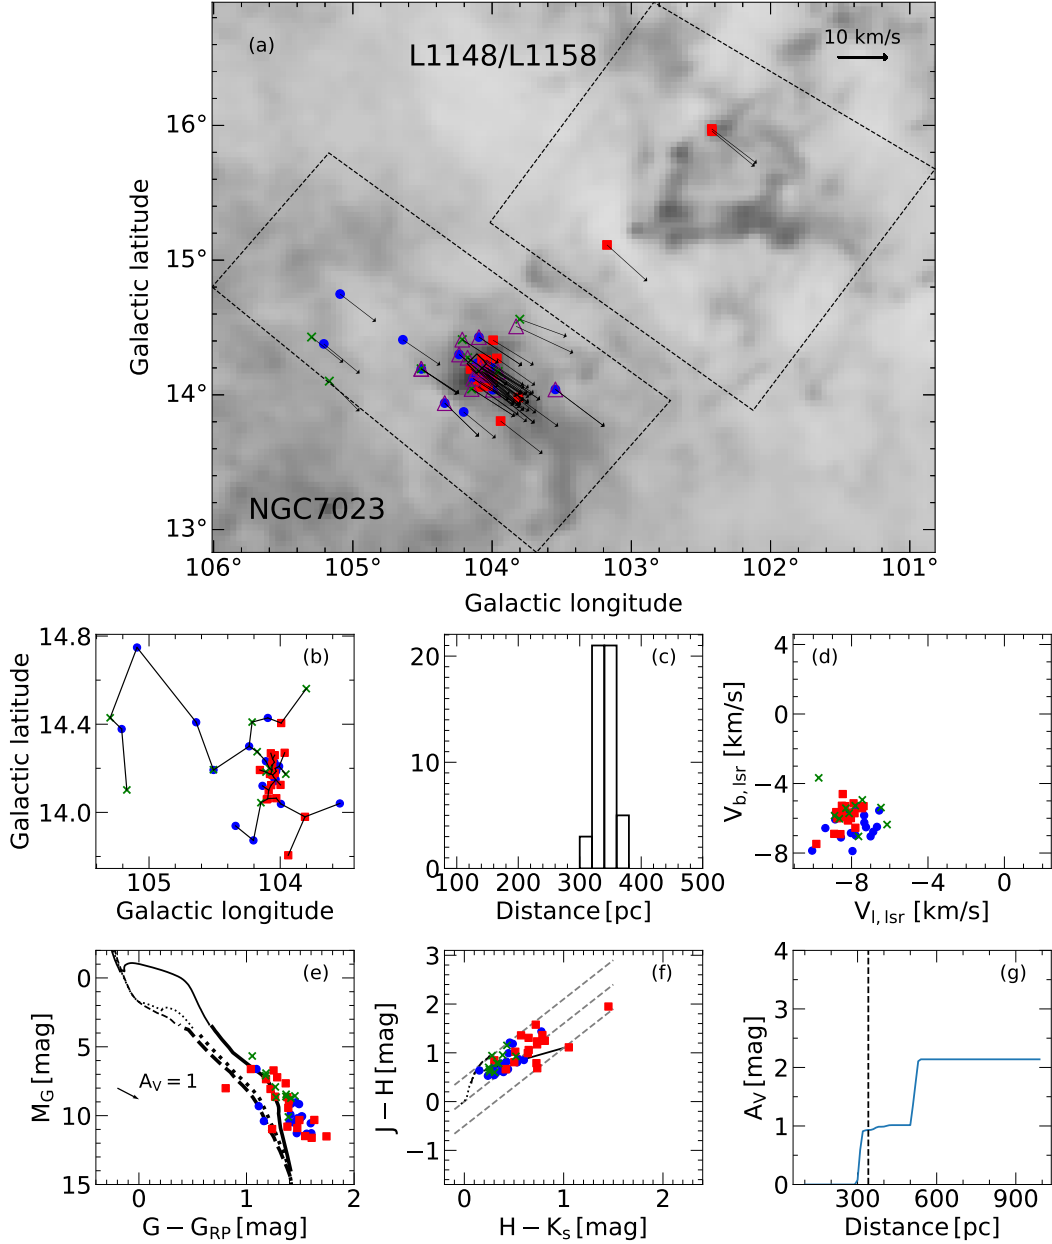 (a)
L1148/L1158
10 km/s
16°
15°
14°
13°
Galactic latitude
NGC7023
106°
105°
104°
103°
102°
101°
Galactic longitude
(b)
14.8
14.4
14.0
Galactic latitude
105
104
Galactic longitude
(c)
20
10
0
100
200
300
400
500
Distance [pc]
(d)
4
0
−4
−8
V_b, lsr [km/s]
−8
−4
0
V_l, lsr [km/s]
(e)
0
5
10
15
M_G [mag]
A_V = 1
0
1
2
G − G_RP [mag]
(f)
3
2
1
0
−1
J − H [mag]
0
1
2
H − K_s [mag]
(g)
4
3
2
1
0
A_V [mag]
300
600
900
Distance [pc]